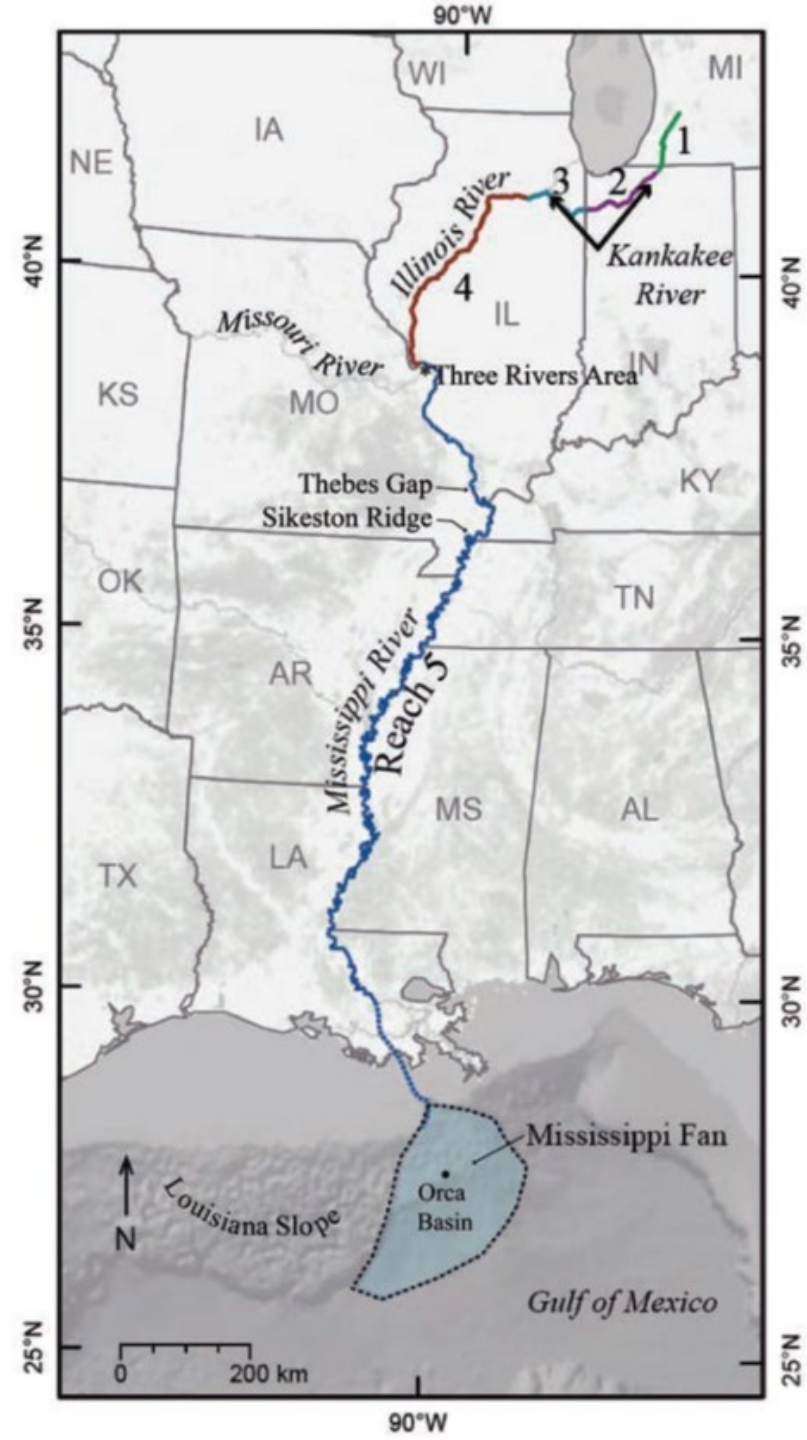 90°W
WI
MI
IA
NE
1
2
3
Illinois River
40°N
40°N
Kankakee
River
4
IL
Missouri River
Three Rivers Area
IN
KS
MO
Thebes Gap
KY
Sikeston Ridge
OK
TN
35°N
35°N
Mississippi River
Reach 5
AR
MS
AL
LA
TX
30°N
30°N
Mississippi Fan
Orca
Basin
Louisiana Slope
N
Gulf of Mexico
25°N
25°N
0
200 km
90°W